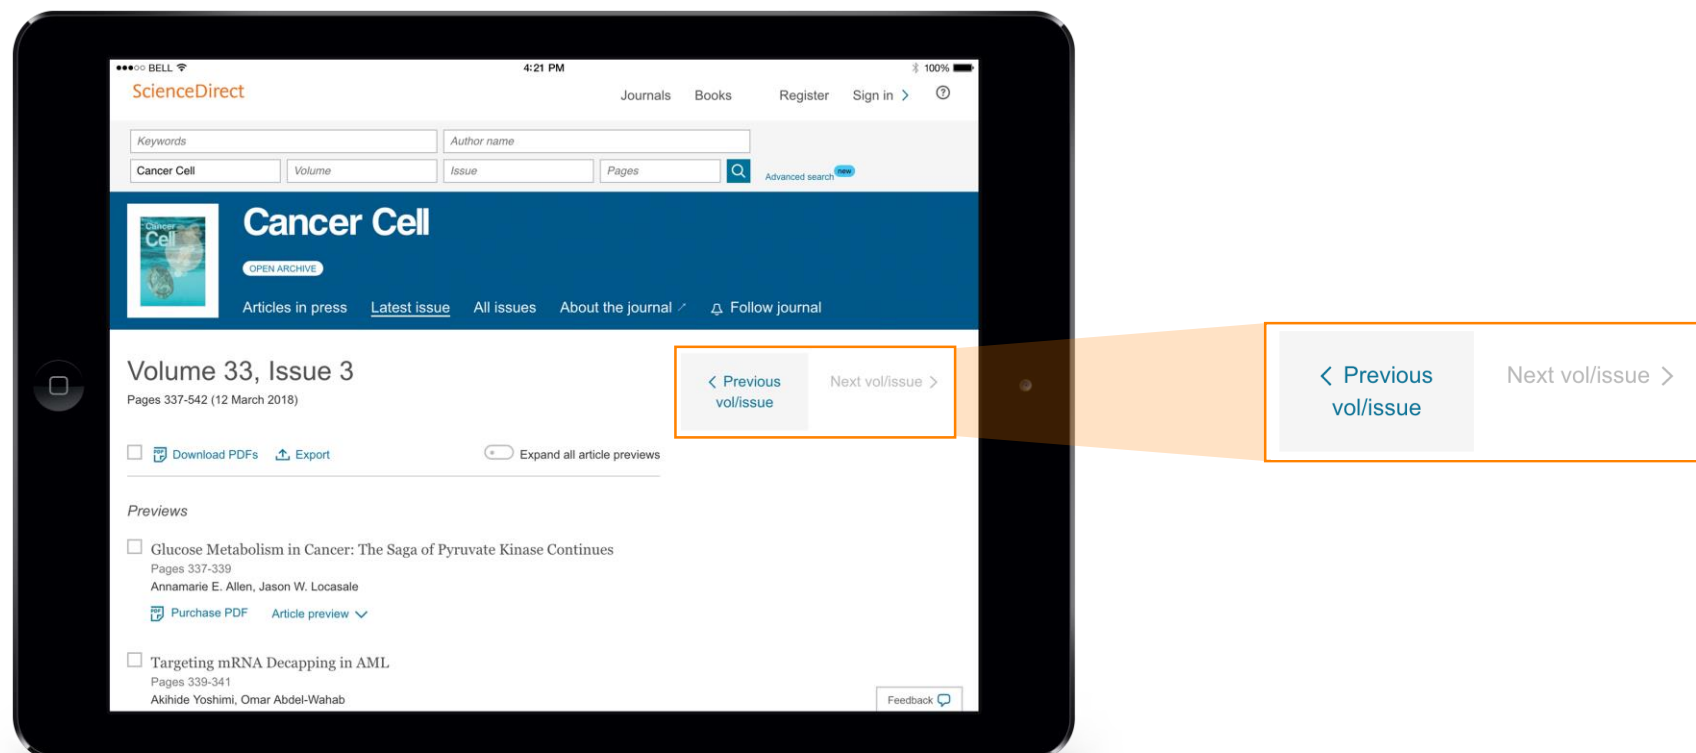 BELL 4:21 PM 100%
ScienceDirect Journals Books Register Sign in > ?
Keywords Author name
Cancer Cell Volume Issue Pages Advanced search new
Cancer Cell
Cancer
Cell
OPEN ARCHIVE
Articles in press Latest issue All issues About the journal Follow journal
Volume 33, Issue 3
Pages 337-542 (12 March 2018)
< Previous vol/issue
Next vol/issue >
PDF Download PDFs Export Expand all article previews
Previews
Glucose Metabolism in Cancer: The Saga of Pyruvate Kinase Continues
Pages 337-339
Annamarie E. Allen, Jason W. Locasale
PDF Purchase PDF Article preview
Targeting mRNA Decapping in AML
Pages 339-341
Akihide Yoshimi, Omar Abdel-Wahab
Feedback
< Previous
vol/issue
Next vol/issue >